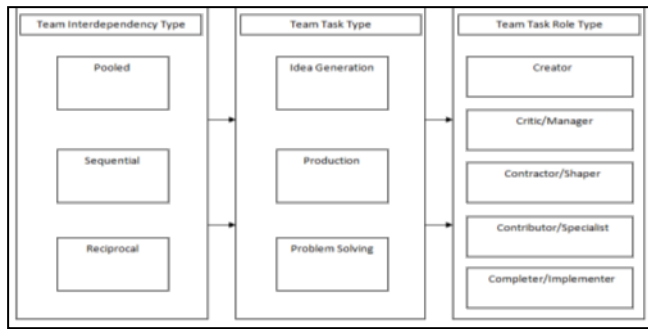 Team Interdependency Type
Pooled
Sequential
Reciprocal
Team Task Type
Idea Generation
Production
Problem Solving
Team Task Role Type
Creator
Critic/Manager
Contractor/Shaper
Contributor/Specialist
Completer/Implementer